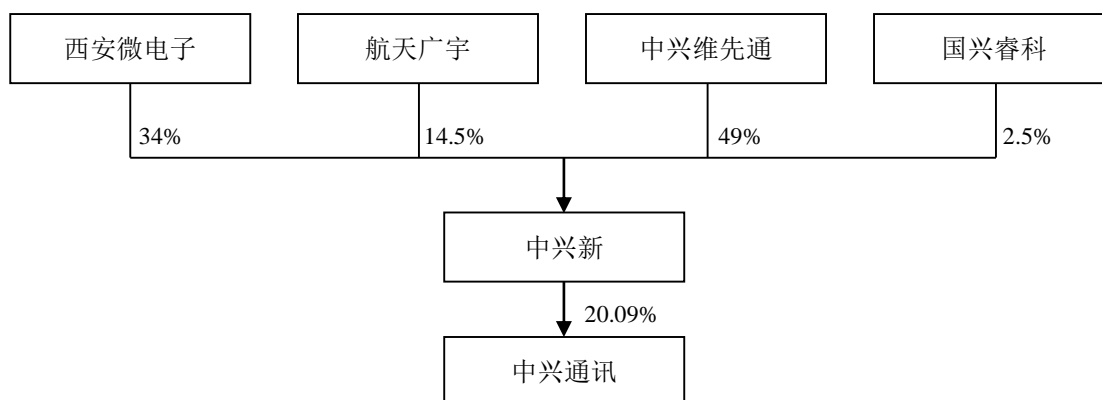 西安微电子
航天广宇
中兴维先通
国兴睿科
34%
14.5%
49%
2.5%
中兴新
20.09%
中兴通讯